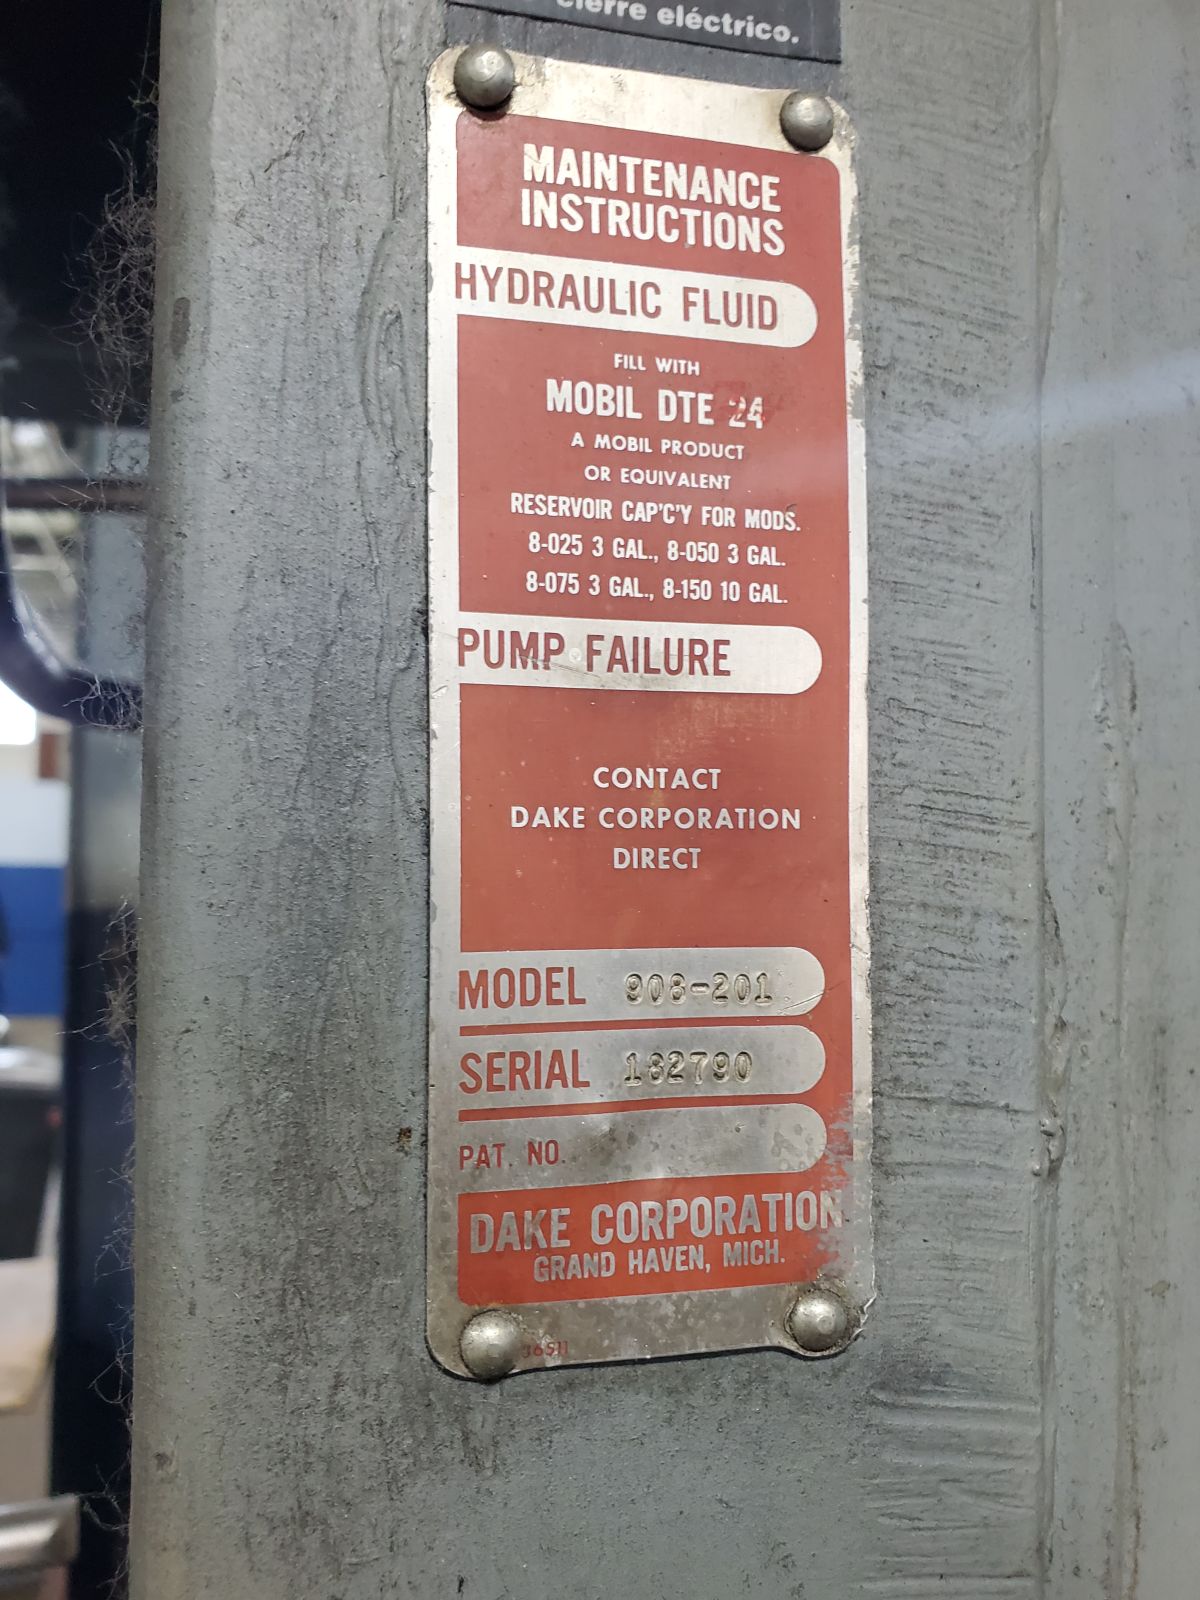 cierre eléctrico.
MAINTENANCE
INSTRUCTIONS
HYDRAULIC FLUID
FILL WITH
MOBIL DTE 24
A MOBIL PRODUCT
OR EQUIVALENT
RESERVOIR CAP'C'Y FOR MODS.
8-025 3 GAL., 8-050 3 GAL.
8-075 3 GAL., 8-150 10 GAL.
PUMP FAILURE
CONTACT
DAKE CORPORATION
DIRECT
MODEL 908-201
SERIAL 182790
PAT. NO.
DAKE CORPORATION
GRAND HAVEN, MICH.
36511